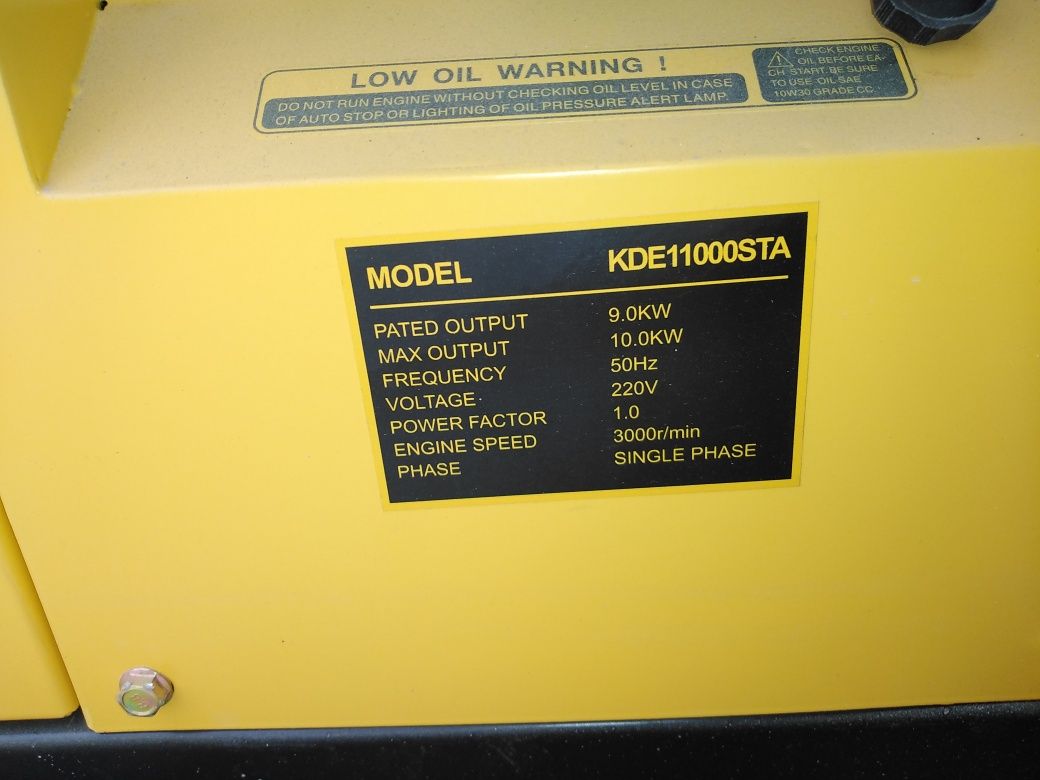 LOW OIL WARNING !
DO NOT RUN ENGINE WITHOUT CHECKING OIL LEVEL IN CASE
OF AUTO STOP OR LIGHTING OF OIL PRESSURE ALERT LAMP.
CHECK ENGINE
OIL BEFORE EA-
CH START. BE SURE
TO USE OIL SAE
10W30 GRADE CC.
MODEL KDE11000STA
PATED OUTPUT 9.0KW
MAX OUTPUT 10.0KW
FREQUENCY 50Hz
VOLTAGE 220V
POWER FACTOR 1.0
ENGINE SPEED 3000r/min
PHASE SINGLE PHASE